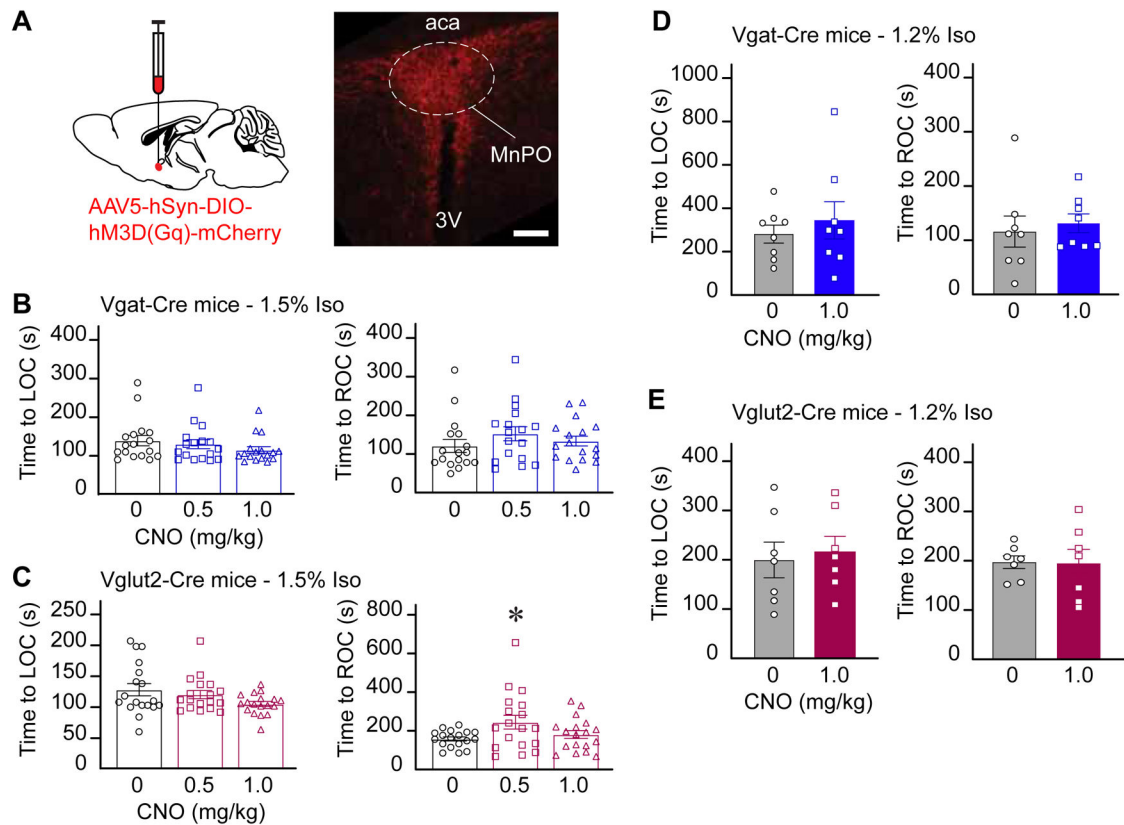 A
AAV5-hSyn-DIO-
hM3D(Gq)-mCherry
aca
MnPO
3V
B
Vgat-Cre mice - 1.5% Iso
Time to LOC (s)
400
300
200
100
0
0 0.5 1.0
CNO (mg/kg)
Time to ROC (s)
400
300
200
100
0
0 0.5 1.0
C
Vglut2-Cre mice - 1.5% Iso
Time to LOC (s)
250
200
150
100
50
0
0 0.5 1.0
CNO (mg/kg)
Time to ROC (s)
800
600
400
200
0
*
0 0.5 1.0
D
Vgat-Cre mice - 1.2% Iso
Time to LOC (s)
1000
800
600
400
200
0
0 1.0
CNO (mg/kg)
Time to ROC (s)
400
300
200
100
0
0 1.0
E
Vglut2-Cre mice - 1.2% Iso
Time to LOC (s)
400
300
200
100
0
0 1.0
CNO (mg/kg)
Time to ROC (s)
400
300
200
100
0
0 1.0